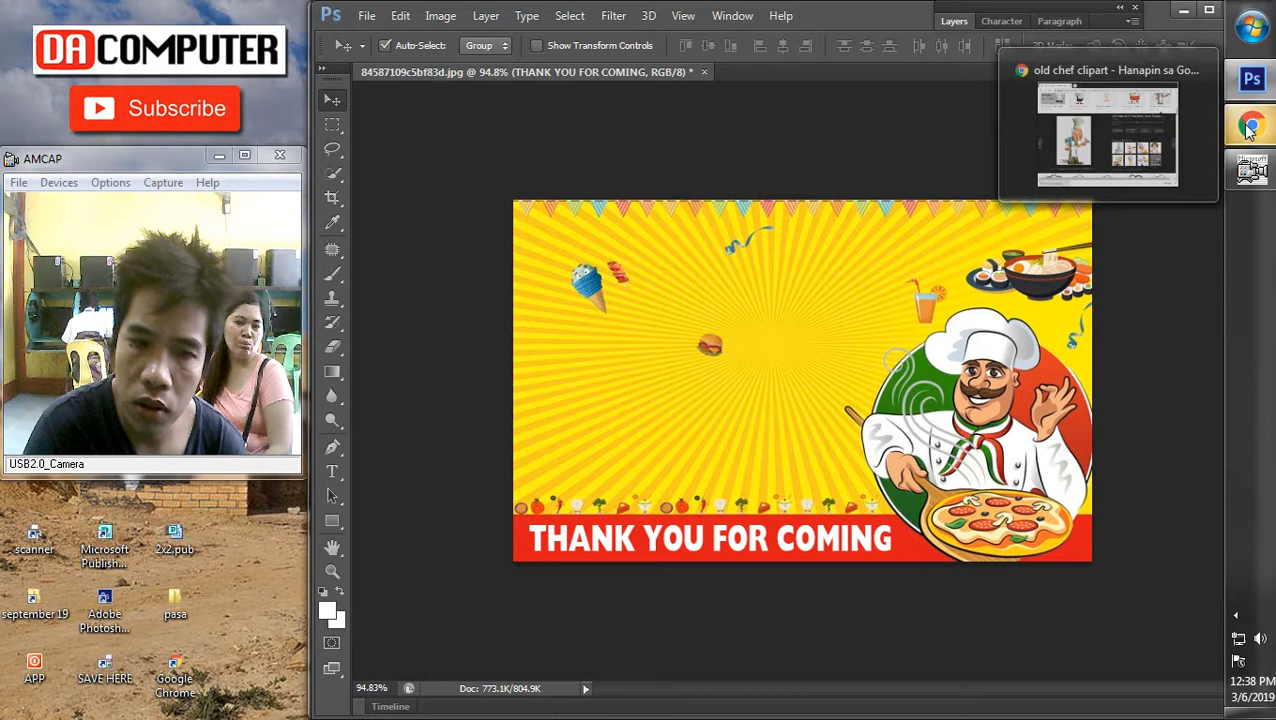 DA COMPUTER
Subscribe
AMCAP
File Devices Options Capture Help
USB2.0_Camera
scanner
Microsoft Publish...
2x2.pub
september19
Adobe Photosh...
pasa
APP
SAVE HERE
Google Chrome
Ps File Edit Image Layer Type Select Filter 3D View Window Help
Auto-Select: Group Show Transform Controls
Layers Character Paragraph
84587109c5bf83d.jpg @ 94.8% (THANK YOU FOR COMING, RGB/8) *
old chef clipart - Hanapin sa Go...
THANK YOU FOR COMING
94.83% Doc: 773.1K/804.9K
Timeline
Ps
Microsoft
12:38 PM
3/6/2019